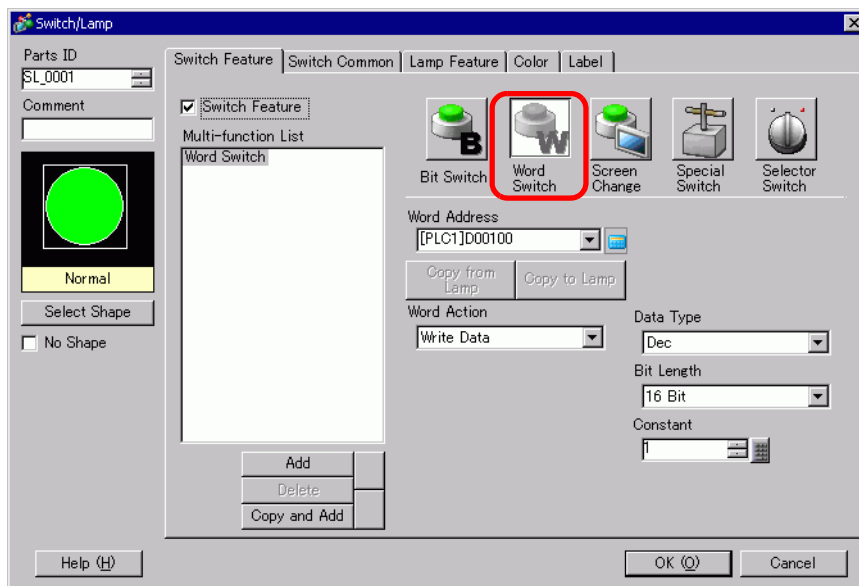 Switch/Lamp
Parts ID
SL_0001
Comment
Normal
Select Shape
No Shape
Switch Feature
Switch Common
Lamp Feature
Color
Label
Switch Feature
Multi-function List
Word Switch
Add
Delete
Copy and Add
B
Bit Switch
W
Word
Switch
Screen
Change
Special
Switch
Selector
Switch
Word Address
[PLC1]D00100
Copy from
Lamp
Copy to Lamp
Word Action
Write Data
Data Type
Dec
Bit Length
16 Bit
Constant
1
Help (H)
OK (O)
Cancel